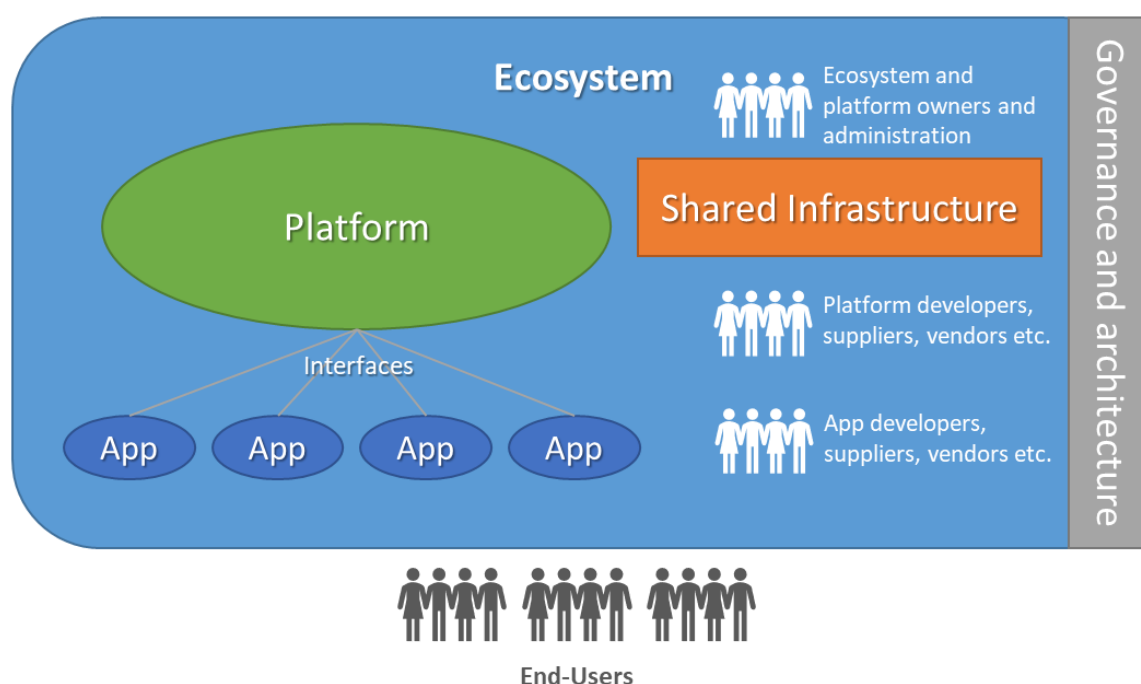 Ecosystem
Ecosystem and
platform owners and
administration
Platform
Shared Infrastructure
Platform developers,
suppliers, vendors etc.
Interfaces
App
App
App
App
App developers,
suppliers, vendors etc.
Governance and architecture
End-Users